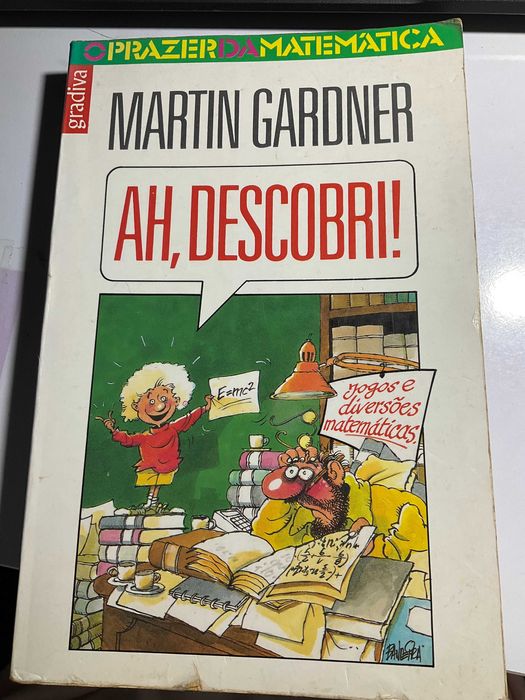 O PRAZER DA MATEMÁTICA
gradiva
MARTIN GARDNER
AH, DESCOBRI!
E=mc²
jogos e
diversões
matemáticas